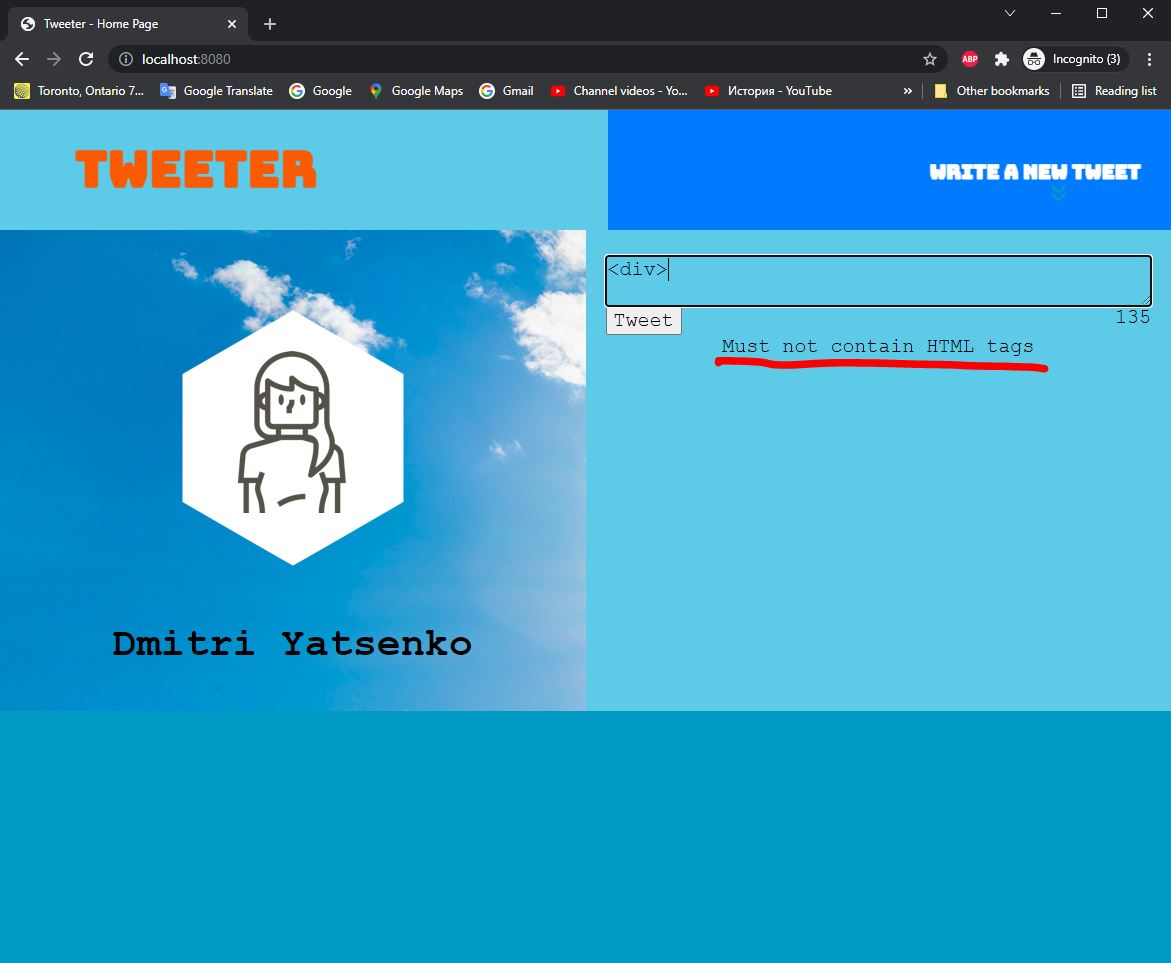 Tweeter - Home Page
localhost:8080
ABP
Incognito (3)
Toronto, Ontario 7...
Google Translate
Google
Google Maps
Gmail
Channel videos - Yo...
История - YouTube
»
Other bookmarks
Reading list
TWEETER
WRITE A NEW TWEET
<div>
Tweet
135
Must not contain HTML tags
Dmitri Yatsenko